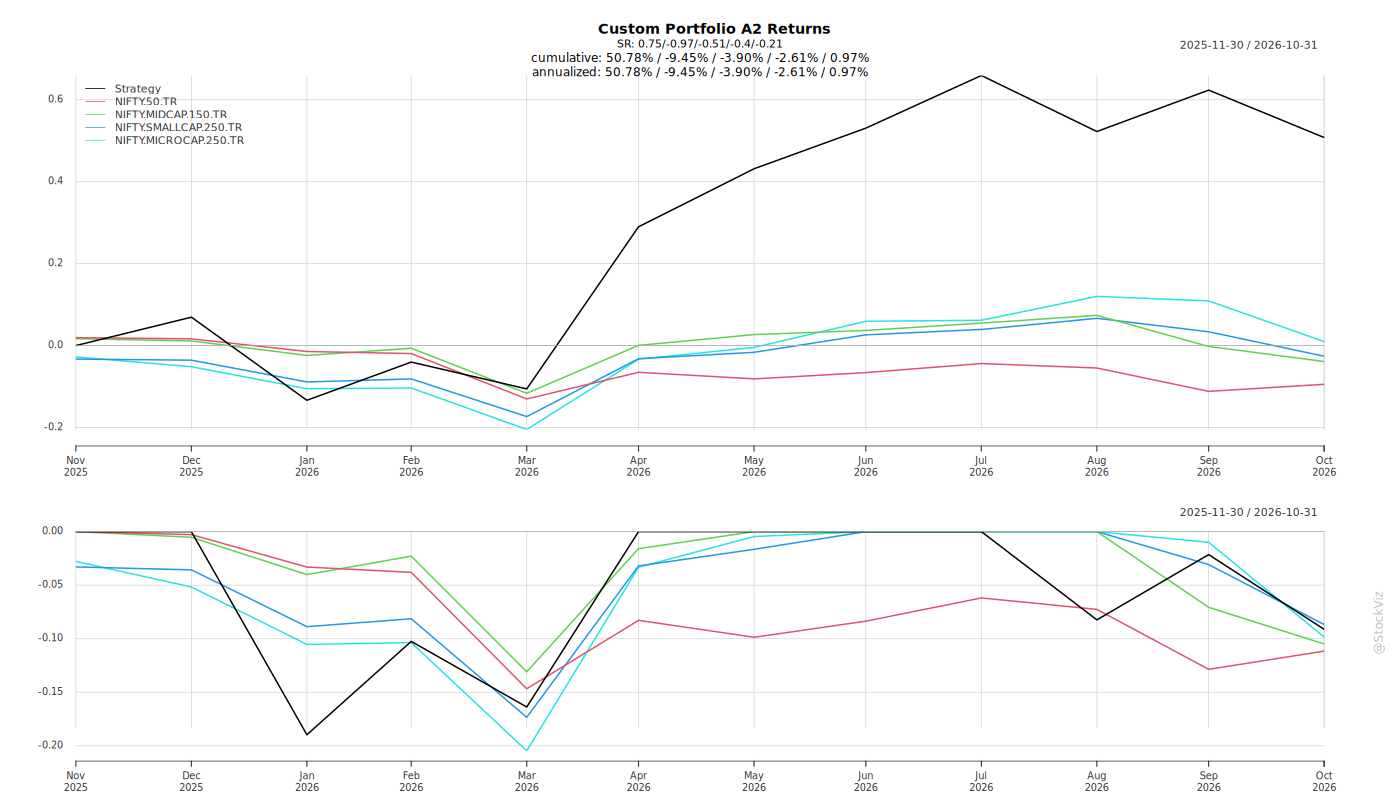 Custom Portfolio A2 Returns
SR: 0.75/-0.97/-0.51/-0.4/-0.21
cumulative: 50.78% / -9.45% / -3.90% / -2.61% / 0.97%
annualized: 50.78% / -9.45% / -3.90% / -2.61% / 0.97%
2025-11-30 / 2026-10-31
Strategy
NIFTY.50.TR
NIFTY.MIDCAP.150.TR
NIFTY.SMALLCAP.250.TR
NIFTY.MICROCAP.250.TR
0.6
0.4
0.2
0.0
-0.2
Nov Dec Jan Feb Mar Apr May Jun Jul Aug Sep Oct
2025 2025 2026 2026 2026 2026 2026 2026 2026 2026 2026 2026
2025-11-30 / 2026-10-31
0.00
-0.05
-0.10
-0.15
-0.20
Nov Dec Jan Feb Mar Apr May Jun Jul Aug Sep Oct
2025 2025 2026 2026 2026 2026 2026 2026 2026 2026 2026 2026
@StockViz